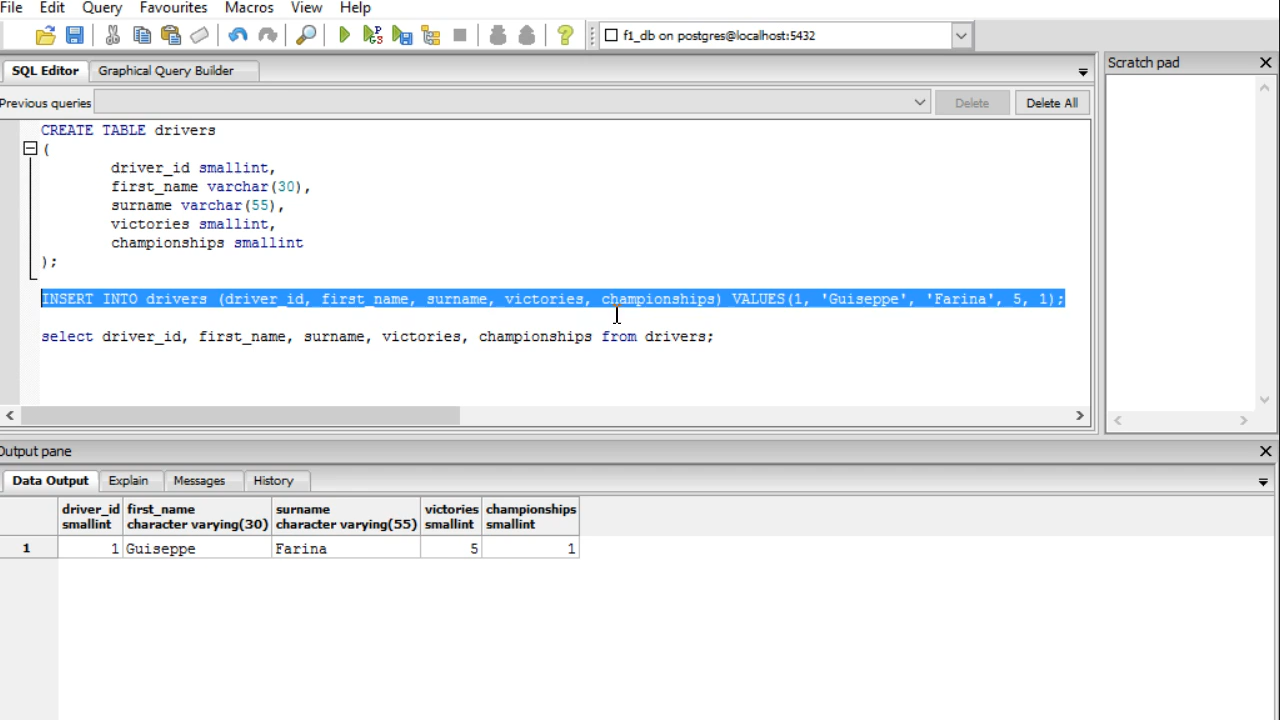 File Edit Query Favourites Macros View Help
f1_db on postgres@localhost:5432
SQL Editor Graphical Query Builder
Scratch pad
Previous queries Delete Delete All
CREATE TABLE drivers
(
driver_id smallint,
first_name varchar(30),
surname varchar(55),
victories smallint,
championships smallint
);
INSERT INTO drivers (driver_id, first_name, surname, victories, championships) VALUES(1, 'Guiseppe', 'Farina', 5, 1);
select driver_id, first_name, surname, victories, championships from drivers;
Output pane
Data Output Explain Messages History
driver_id first_name surname victories championships
smallint character varying(30) character varying(55) smallint smallint
1 1 Guiseppe Farina 5 1